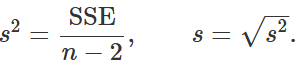 s² = SSE / (n − 2),  s = √s².